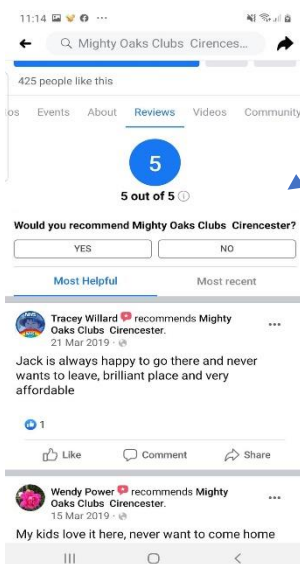 11:14
Mighty Oaks Clubs Cirences...
425 people like this
os Events About Reviews Videos Community
5
5 out of 5
Would you recommend Mighty Oaks Clubs Cirencester?
YES NO
Most Helpful Most recent
Tracey Willard recommends Mighty
Oaks Clubs Cirencester.
21 Mar 2019
Jack is always happy to go there and never
wants to leave, brilliant place and very
affordable
1
Like Comment Share
Wendy Power recommends Mighty
Oaks Clubs Cirencester.
15 Mar 2019
My kids love it here, never want to come home